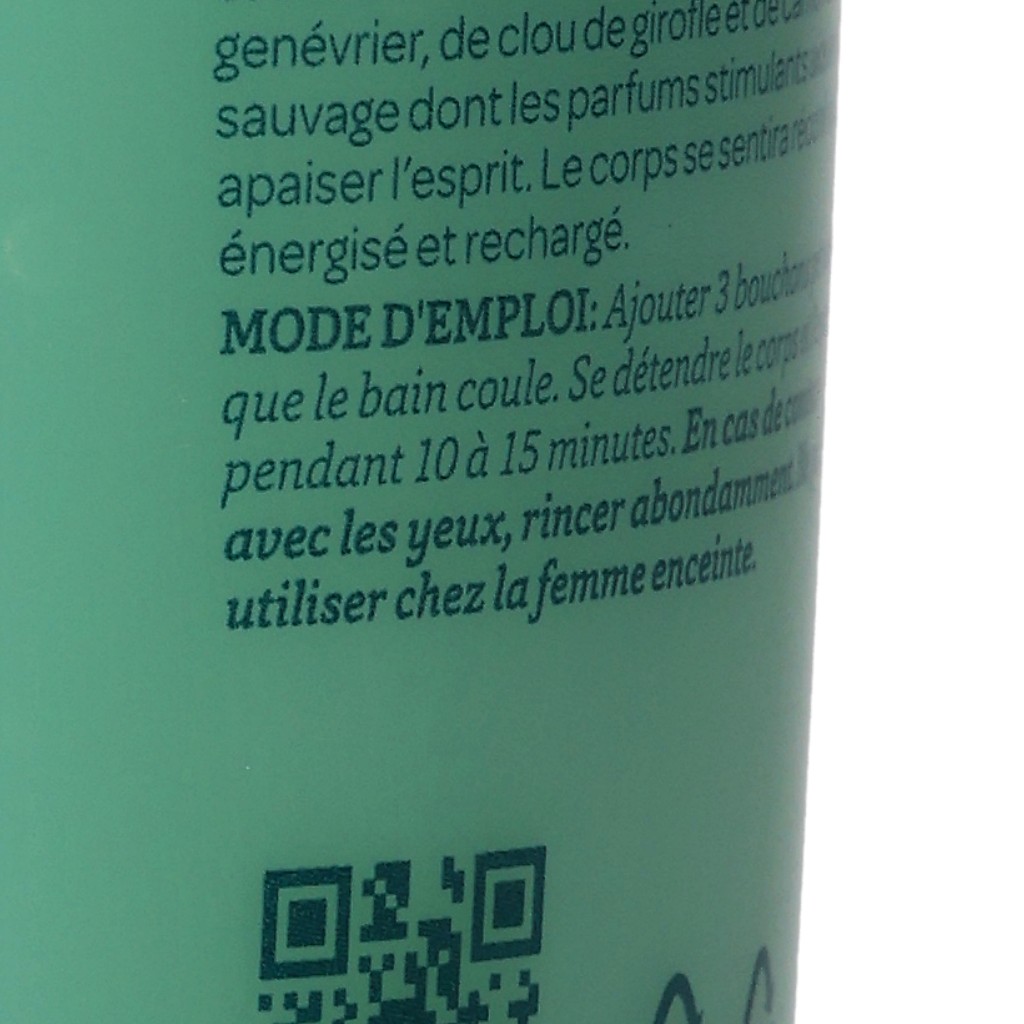 genévrier, de clou de girofle et de
sauvage dont les parfums stimulants
apaiser l'esprit. Le corps se sentira
énergisé et rechargé.
MODE D'EMPLOI: Ajouter 3
que le bain coule. Se détendre le corps
pendant 10 à 15 minutes. En cas de
avec les yeux, rincer abondamment.
utiliser chez la femme enceinte.